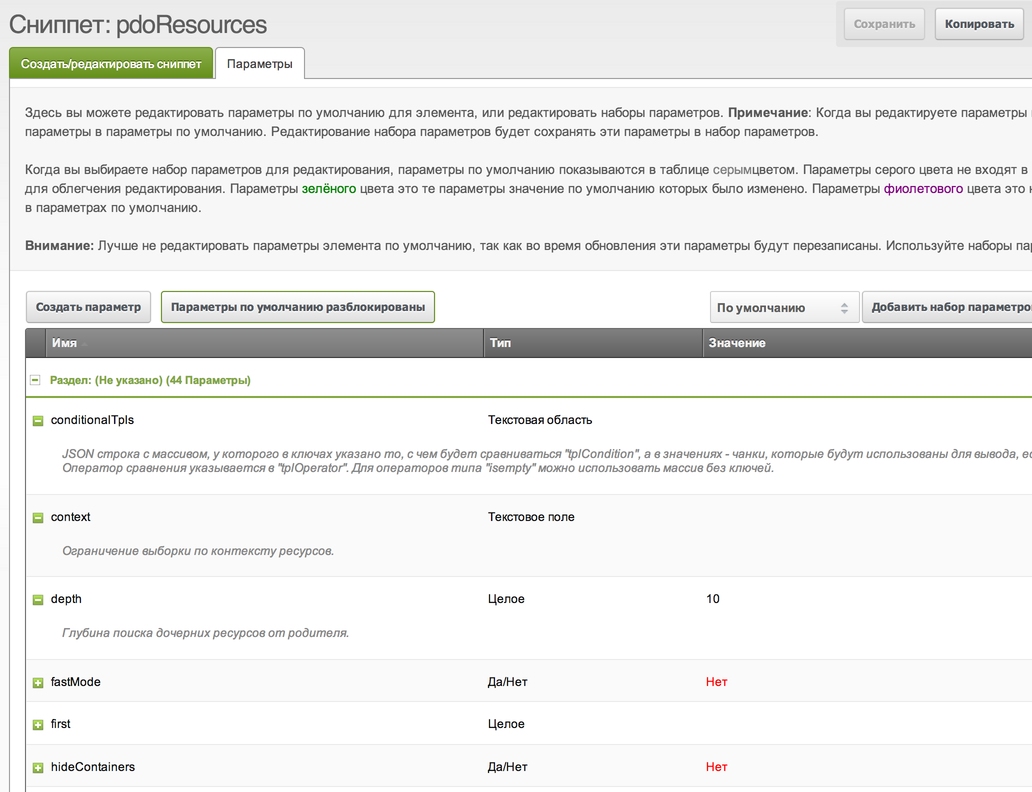 Сниппет: pdoResources
Сохранить
Копировать
Создать/редактировать сниппет
Параметры
Здесь вы можете редактировать параметры по умолчанию для элемента, или редактировать наборы параметров. Примечание: Когда вы редактируете параметры
параметры в параметры по умолчанию. Редактирование набора параметров будет сохранять эти параметры в набор параметров.
Когда вы выбираете набор параметров для редактирования, параметры по умолчанию показываются в таблице серымцветом. Параметры серого цвета не входят в
для облегчения редактирования. Параметры зелёного цвета это те параметры значение по умолчанию которых было изменено. Параметры фиолетового цвета это
в параметрах по умолчанию.
Внимание: Лучше не редактировать параметры элемента по умолчанию, так как во время обновления эти параметры будут перезаписаны. Используйте наборы
Создать параметр
Параметры по умолчанию разблокированы
По умолчанию
Добавить набор параметро
Имя
Тип
Значение
Раздел: (Не указано) (44 Параметры)
conditionalTpls
Текстовая область
JSON строка с массивом, у которого в ключах указано то, с чем будет сравниваться "tplCondition", а в значениях - чанки, которые будут использованы для вывода,
Оператор сравнения указывается в "tplOperator". Для операторов типа "isempty" можно использовать массив без ключей.
context
Текстовое поле
Ограничение выборки по контексту ресурсов.
depth
Целое
10
Глубина поиска дочерних ресурсов от родителя.
fastMode
Да/Нет
Нет
first
Целое
hideContainers
Да/Нет
Нет